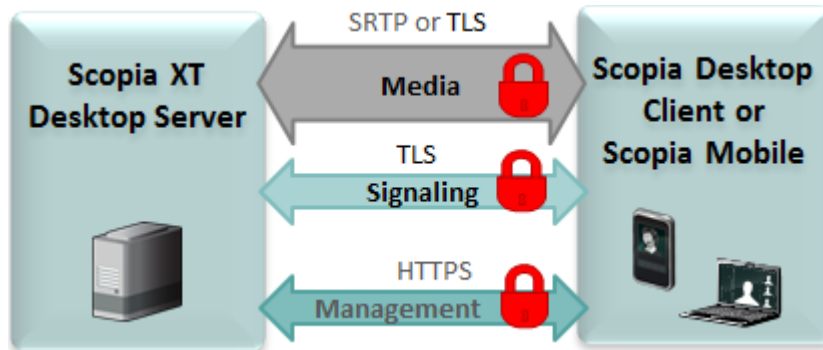 SRTP or TLS
Scopia XT
Desktop Server
Media
Scopia Desktop
Client or
Scopia Mobile
TLS
Signaling
HTTPS
Management